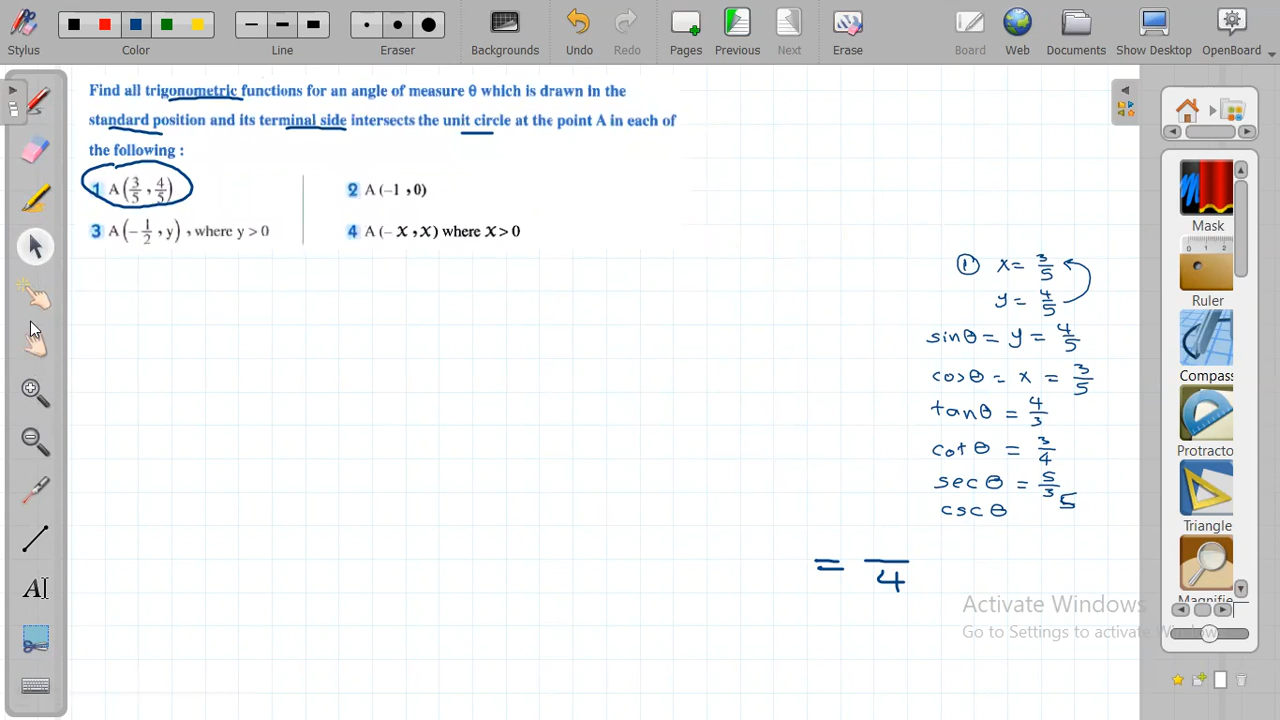 Stylus Color Line Eraser Backgrounds Undo Redo Pages Previous Next Erase Board Web Documents Show Desktop OpenBoard
Find all trigonometric functions for an angle of measure θ which is drawn in the
standard position and its terminal side intersects the unit circle at the point A in each of
the following :
1 A(3/5 , 4/5)
2 A (–1 , 0)
3 A(–1/2 , y) , where y > 0
4 A (– x , x) where x > 0
① x = 3/5
y = 4/5
sinθ = y = 4/5
cosθ = x = 3/5
tanθ = 4/3
cotθ = 3/4
secθ = 5/3
5
cscθ
= — 4
Mask
0 1 2
Ruler
Compass
Protracto
Triangle
Magnifie
Activate Windows
Go to Settings to activate Windows.